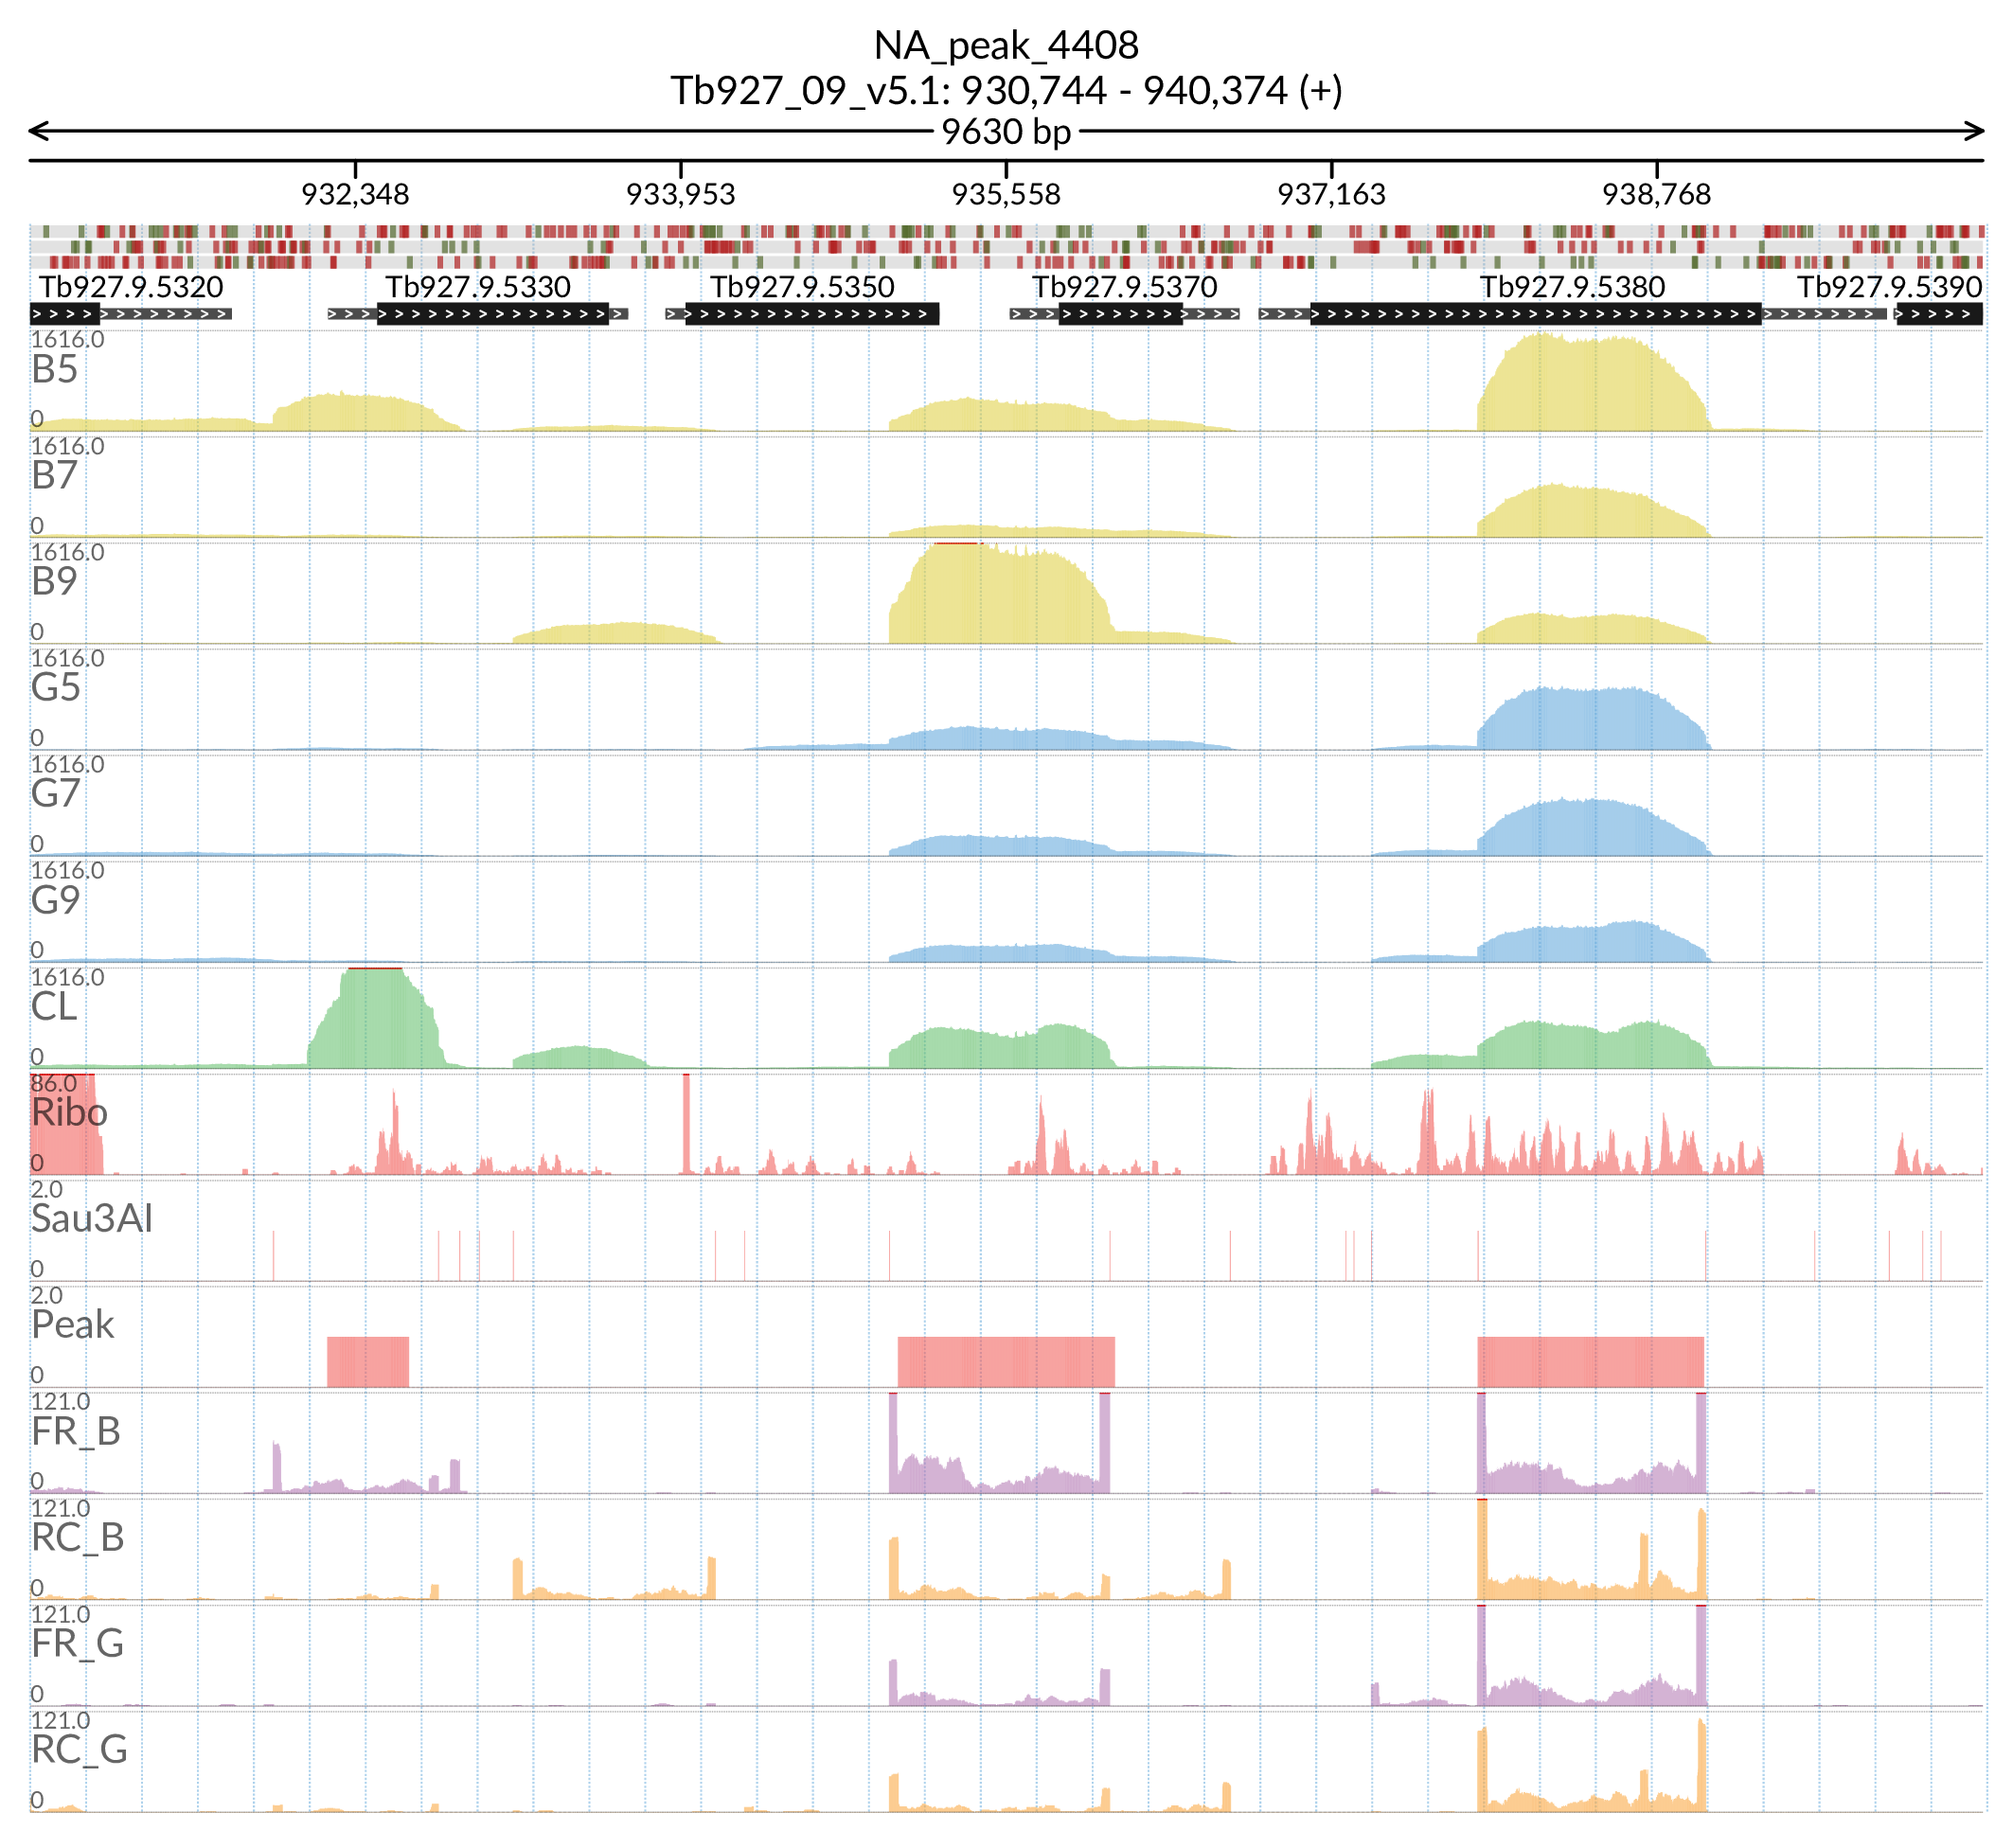 NA_peak_4408
Tb927_09_v5.1: 930,744 - 940,374 (+)
9630 bp
932,348 933,953 935,558 937,163 938,768
Tb927.9.5320 Tb927.9.5330 Tb927.9.5350 Tb927.9.5370 Tb927.9.5380 Tb927.9.5390
1616.0
B5
0
1616.0
B7
0
1616.0
B9
0
1616.0
G5
0
1616.0
G7
0
1616.0
G9
0
1616.0
CL
0
86.0
Ribo
0
2.0
Sau3AI
0
2.0
Peak
0
121.0
FR_B
0
121.0
RC_B
0
121.0
FR_G
0
121.0
RC_G
0